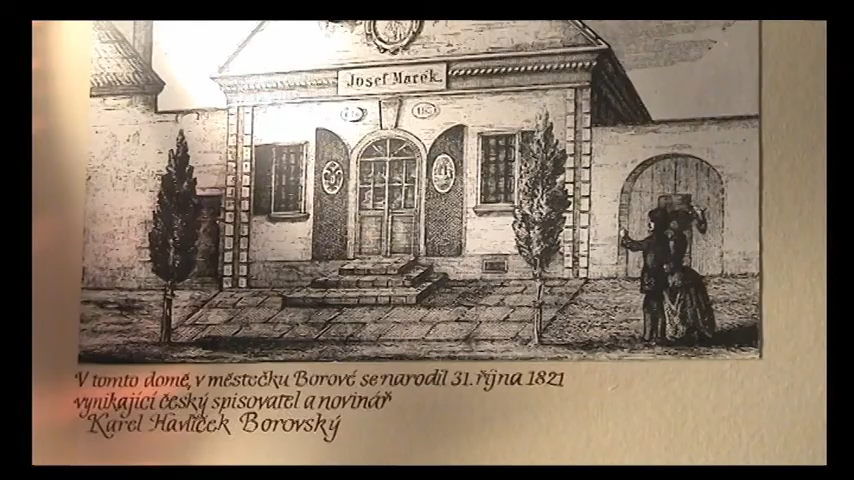 Josef Marek.
V tomto domě, v městečku Borové se narodil 31. října 1821
vynikající český spisovatel a novinář
Karel Havlíček Borovský